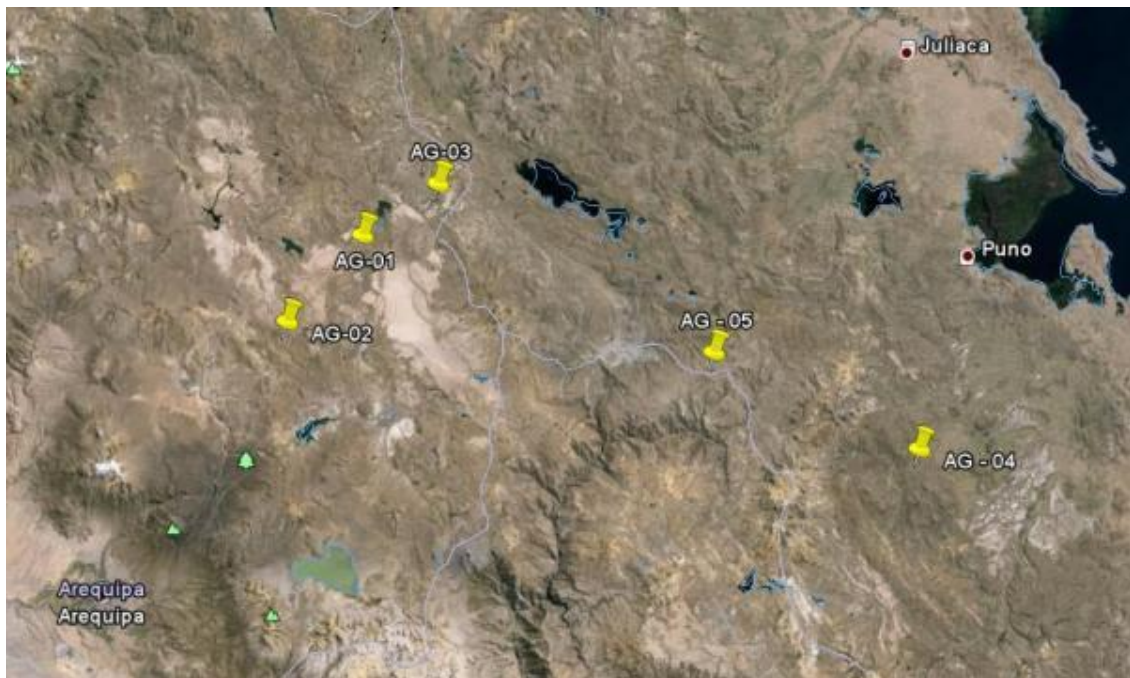 Juliaca
AG-03
Puno
AG-01
AG - 05
AG-02
AG - 04
Arequipa
Arequipa